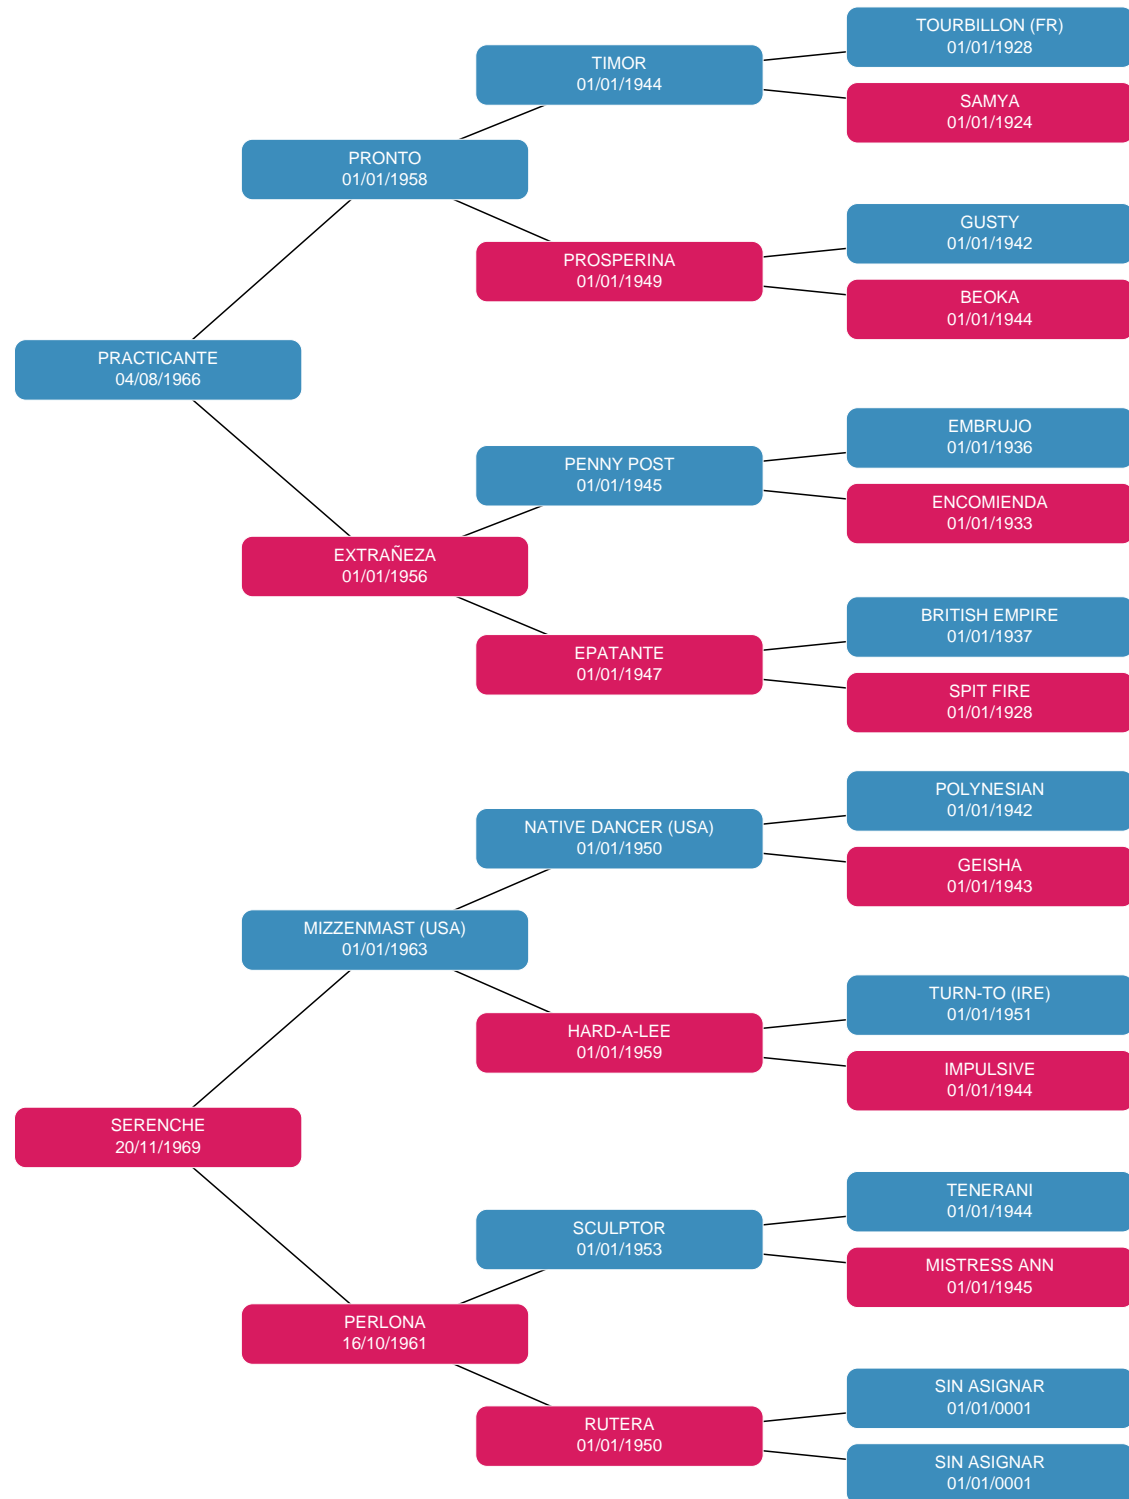 TOURBILLON (FR)
01/01/1928
TIMOR
01/01/1944
SAMYA
01/01/1924
PRONTO
01/01/1958
GUSTY
01/01/1942
PROSPERINA
01/01/1949
BEOKA
01/01/1944
PRACTICANTE
04/08/1966
EMBRUJO
01/01/1936
PENNY POST
01/01/1945
ENCOMIENDA
01/01/1933
EXTRAÑEZA
01/01/1956
BRITISH EMPIRE
01/01/1937
EPATANTE
01/01/1947
SPIT FIRE
01/01/1928
POLYNESIAN
01/01/1942
NATIVE DANCER (USA)
01/01/1950
GEISHA
01/01/1943
MIZZENMAST (USA)
01/01/1963
TURN-TO (IRE)
01/01/1951
HARD-A-LEE
01/01/1959
IMPULSIVE
01/01/1944
SERENCHE
20/11/1969
TENERANI
01/01/1944
SCULPTOR
01/01/1953
MISTRESS ANN
01/01/1945
PERLONA
16/10/1961
SIN ASIGNAR
01/01/0001
RUTERA
01/01/1950
SIN ASIGNAR
01/01/0001